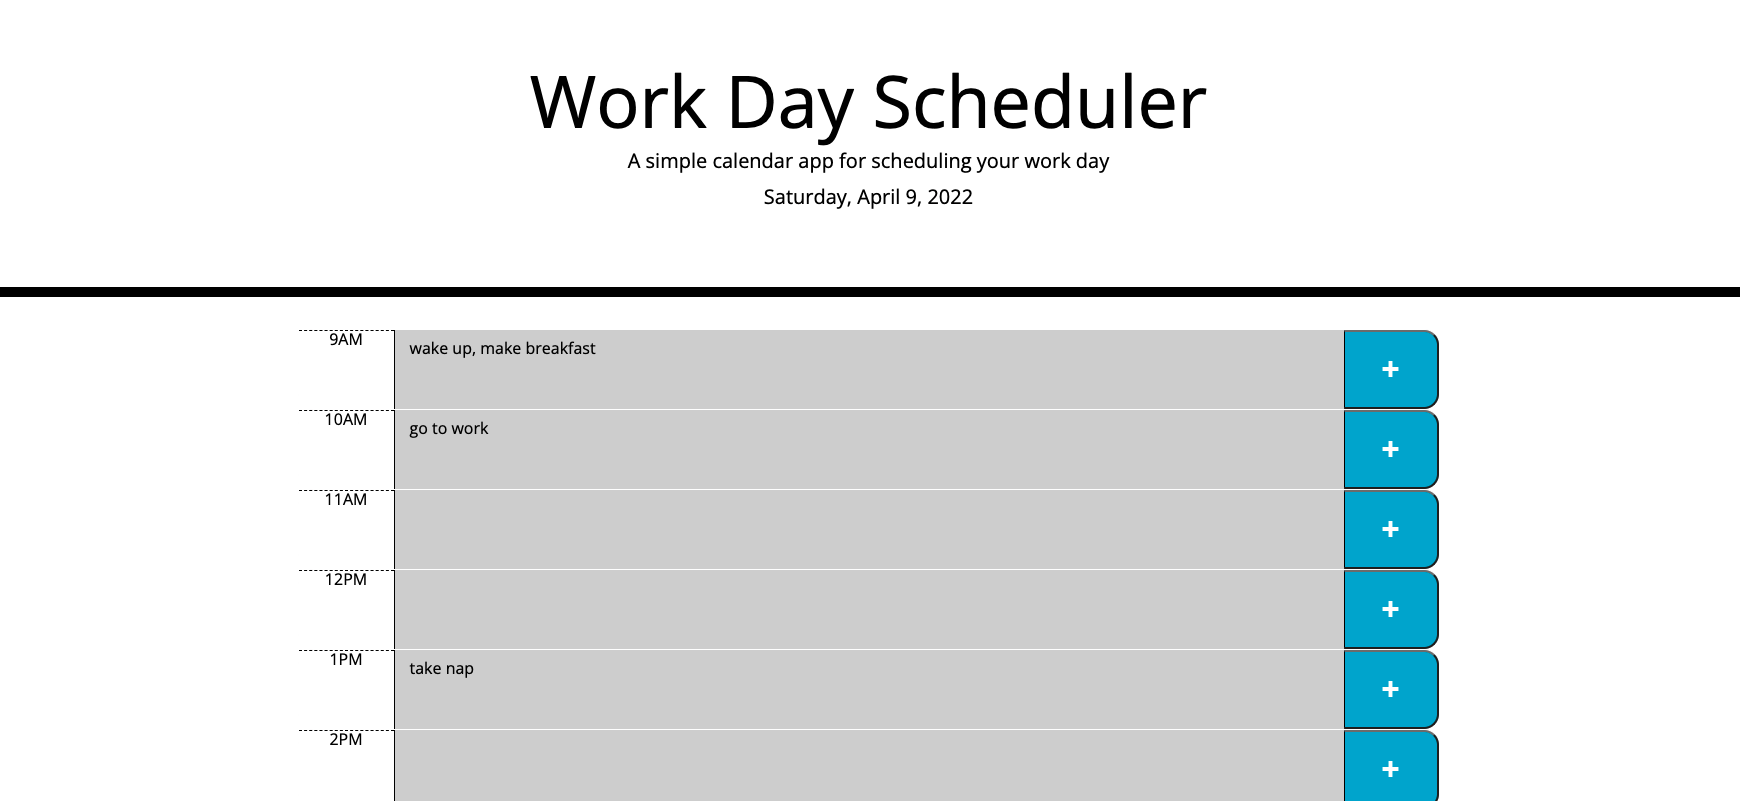 Work Day Scheduler
A simple calendar app for scheduling your work day
Saturday, April 9, 2022
9AM
wake up, make breakfast
+
10AM
go to work
+
11AM
+
12PM
+
1PM
take nap
+
2PM
+